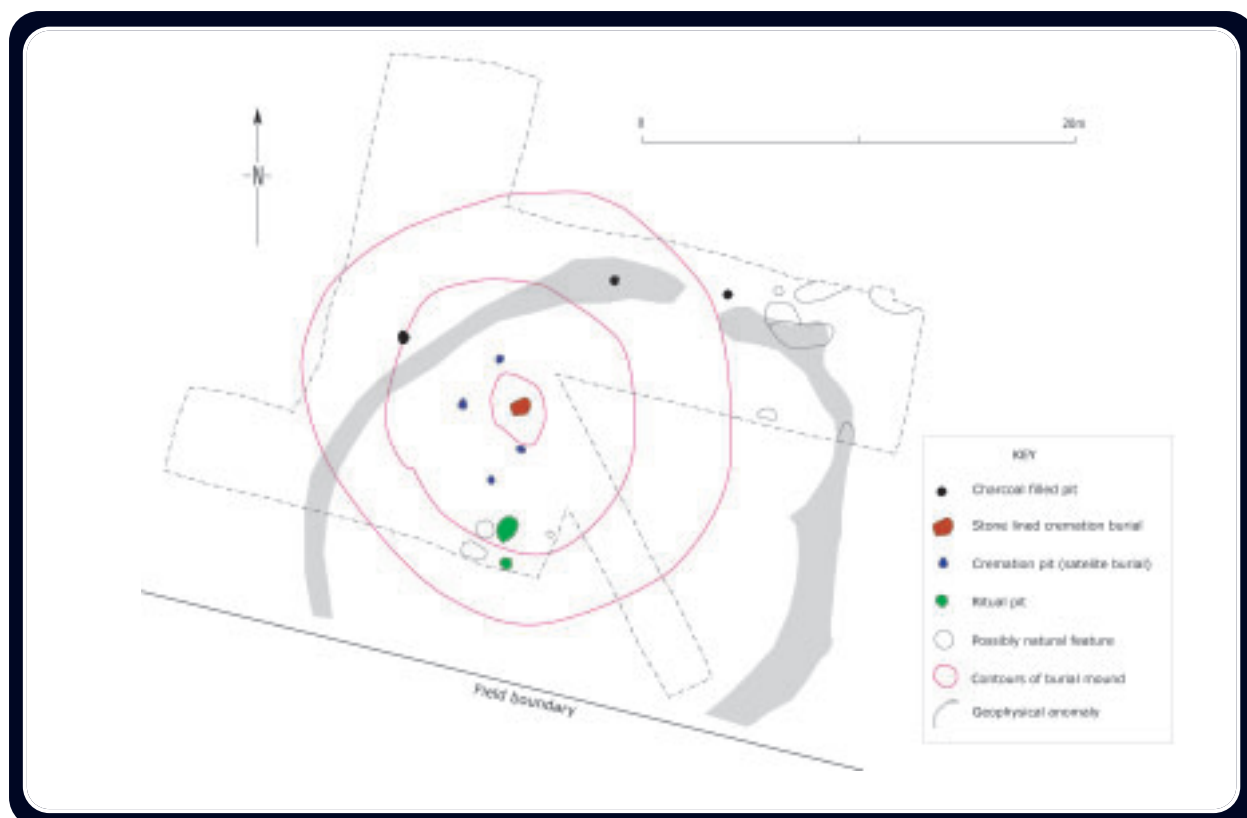 N
0
20m
KEY
Charcoal filled pit
Stone lined cremation burial
Cremation pit (satelite burial)
Ritual pit
Possibly natural feature
Contours of burial mound
Geophysical anomaly
Field boundary